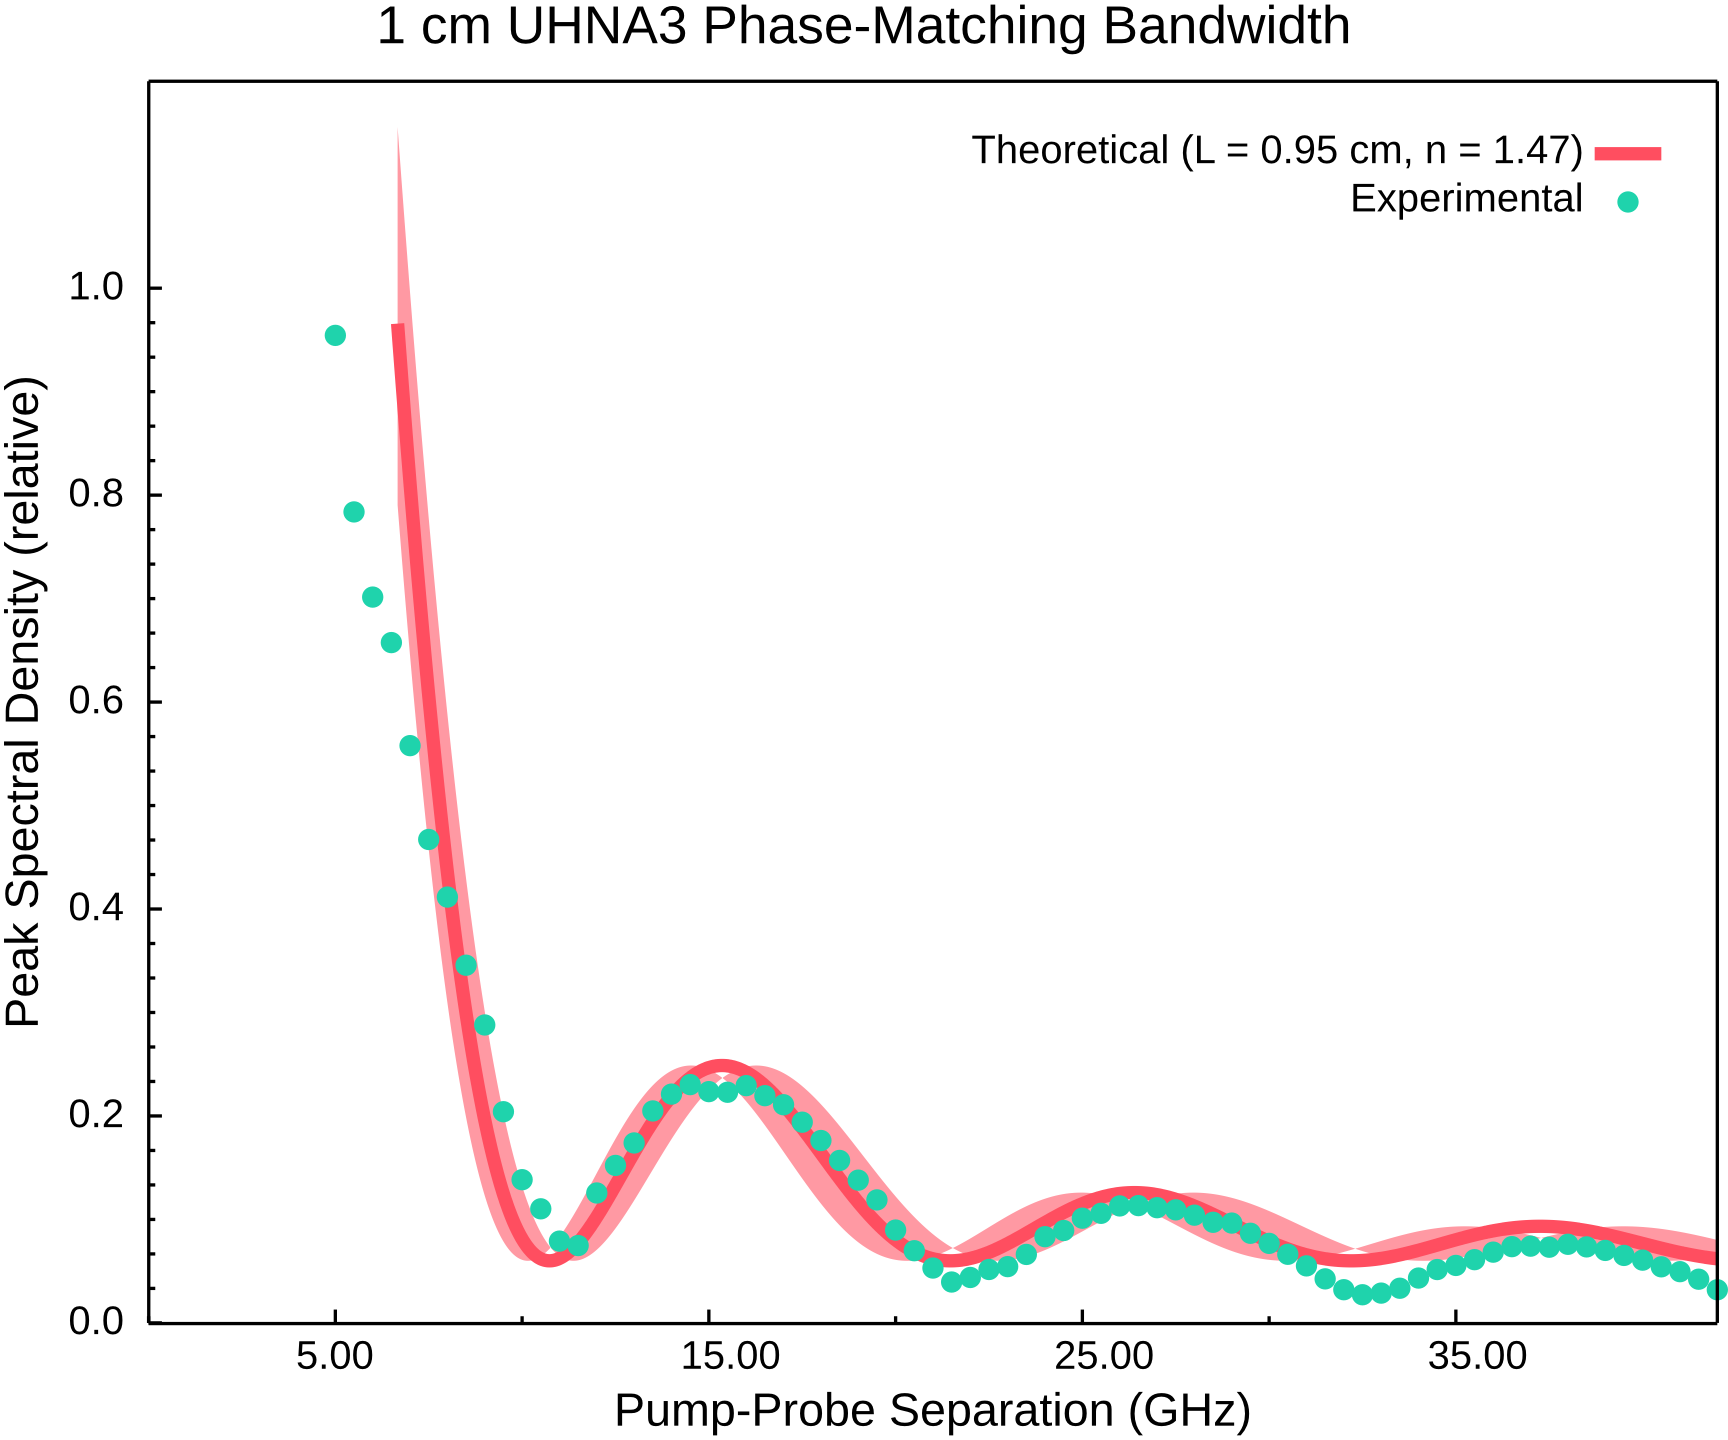 1 cm UHNA3 Phase-Matching Bandwidth
Theoretical (L = 0.95 cm, n = 1.47)
Experimental
Peak Spectral Density (relative)
1.0
0.8
0.6
0.4
0.2
0.0
5.00 15.00 25.00 35.00
Pump-Probe Separation (GHz)